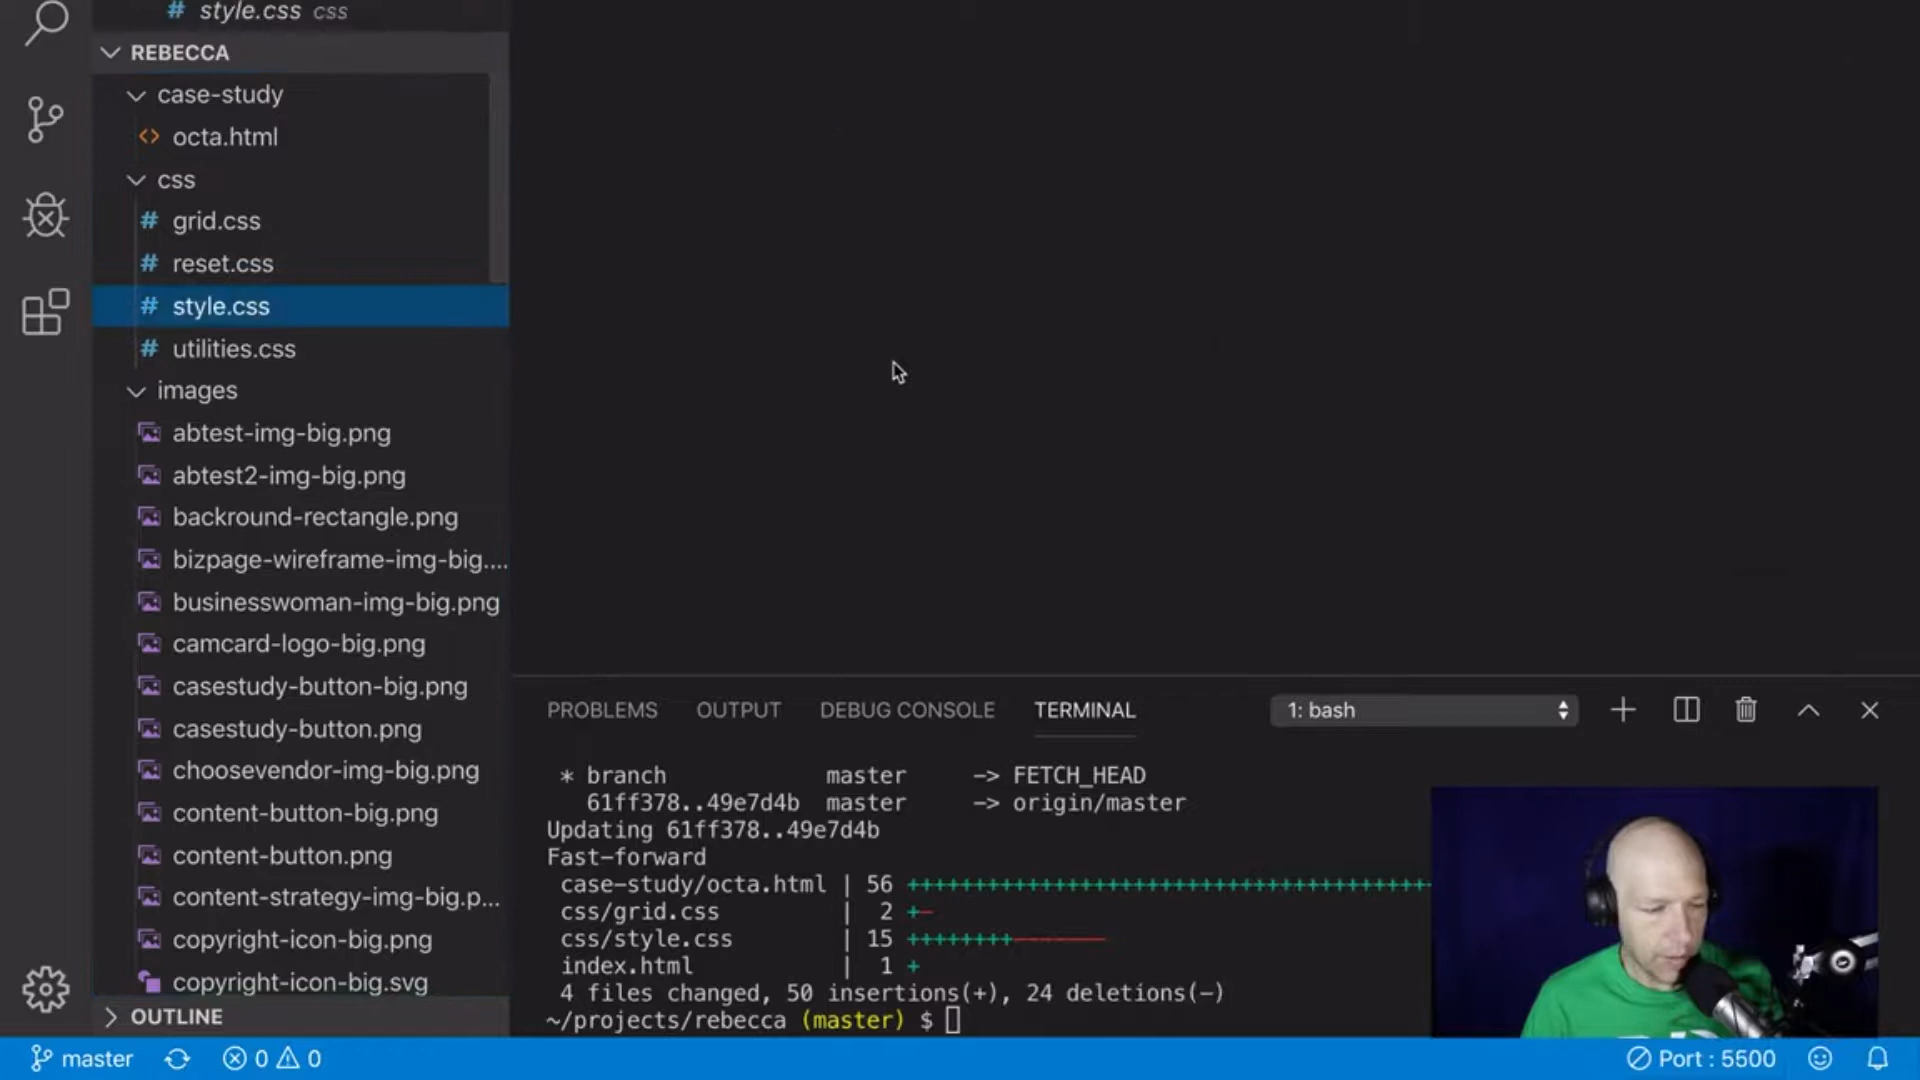 # style.css css
REBECCA
case-study
<> octa.html
css
# grid.css
# reset.css
# style.css
# utilities.css
images
abtest-img-big.png
abtest2-img-big.png
backround-rectangle.png
bizpage-wireframe-img-big....
businesswoman-img-big.png
camcard-logo-big.png
casestudy-button-big.png
casestudy-button.png
choosevendor-img-big.png
content-button-big.png
content-button.png
content-strategy-img-big.p...
copyright-icon-big.png
copyright-icon-big.svg
OUTLINE
PROBLEMS OUTPUT DEBUG CONSOLE TERMINAL 1: bash
* branch master -> FETCH_HEAD
61ff378..49e7d4b master -> origin/master
Updating 61ff378..49e7d4b
Fast-forward
case-study/octa.html | 56 +++++++++++++++++++++++++++++++++++++++
css/grid.css | 2 +-
css/style.css | 15 ++++++++-------
index.html | 1 +
4 files changed, 50 insertions(+), 24 deletions(-)
~/projects/rebecca (master) $
master 0 0 Port : 5500